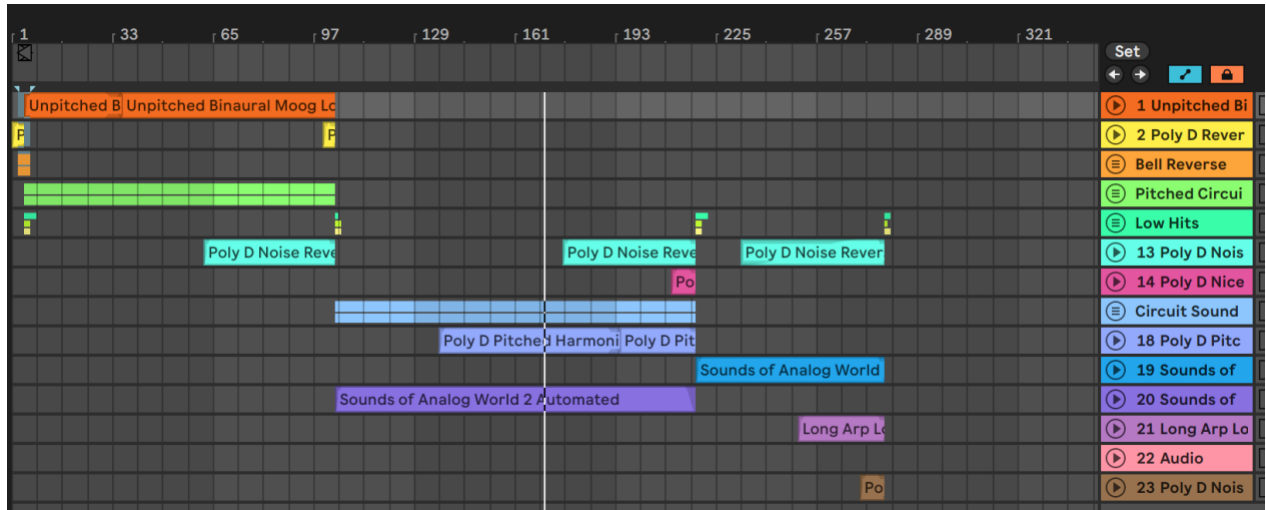 1 33 65 97 129 161 193 225 257 289 321
Set
Unpitched B Unpitched Binaural Moog Lc 1 Unpitched Bi
P P 2 Poly D Rever
Bell Reverse
Pitched Circui
Low Hits
Poly D Noise Reve Poly D Noise Reve Poly D Noise Rever 13 Poly D Nois
Po 14 Poly D Nice
Circuit Sound
Poly D Pitched Harmoni Poly D Pit 18 Poly D Pitc
Sounds of Analog World 19 Sounds of
Sounds of Analog World 2 Automated 20 Sounds of
Long Arp Lo 21 Long Arp Lo
22 Audio
Po 23 Poly D Nois